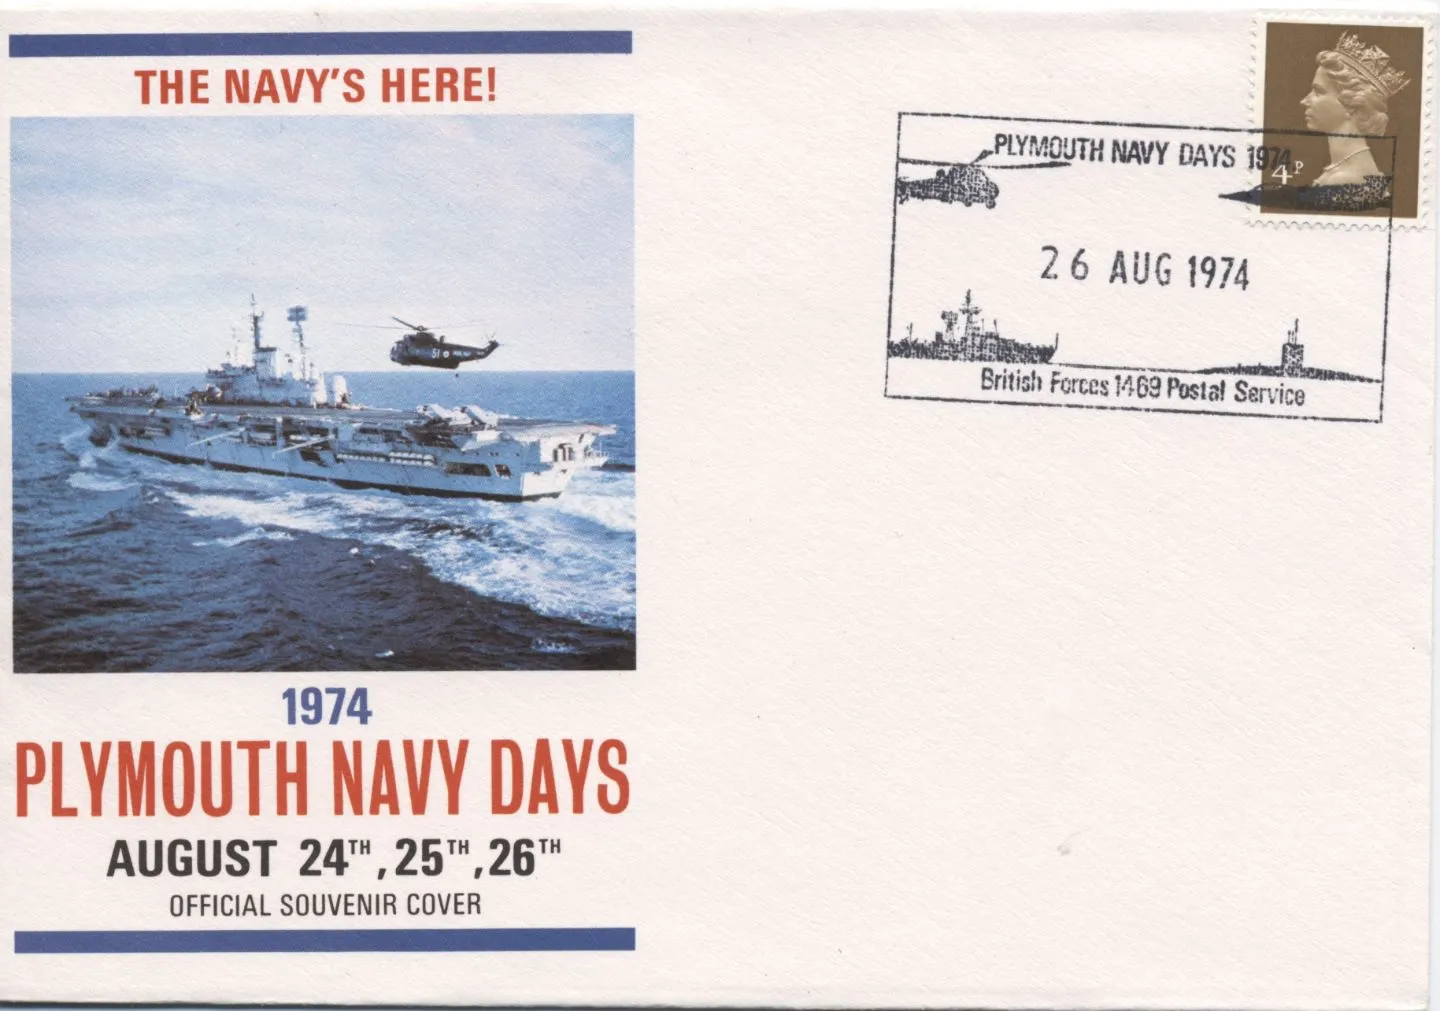 THE NAVY'S HERE!
51
1974
PLYMOUTH NAVY DAYS
AUGUST 24TH, 25TH, 26TH
OFFICIAL SOUVENIR COVER
PLYMOUTH NAVY DAYS 1974
4P
26 AUG 1974
British Forces 1469 Postal Service